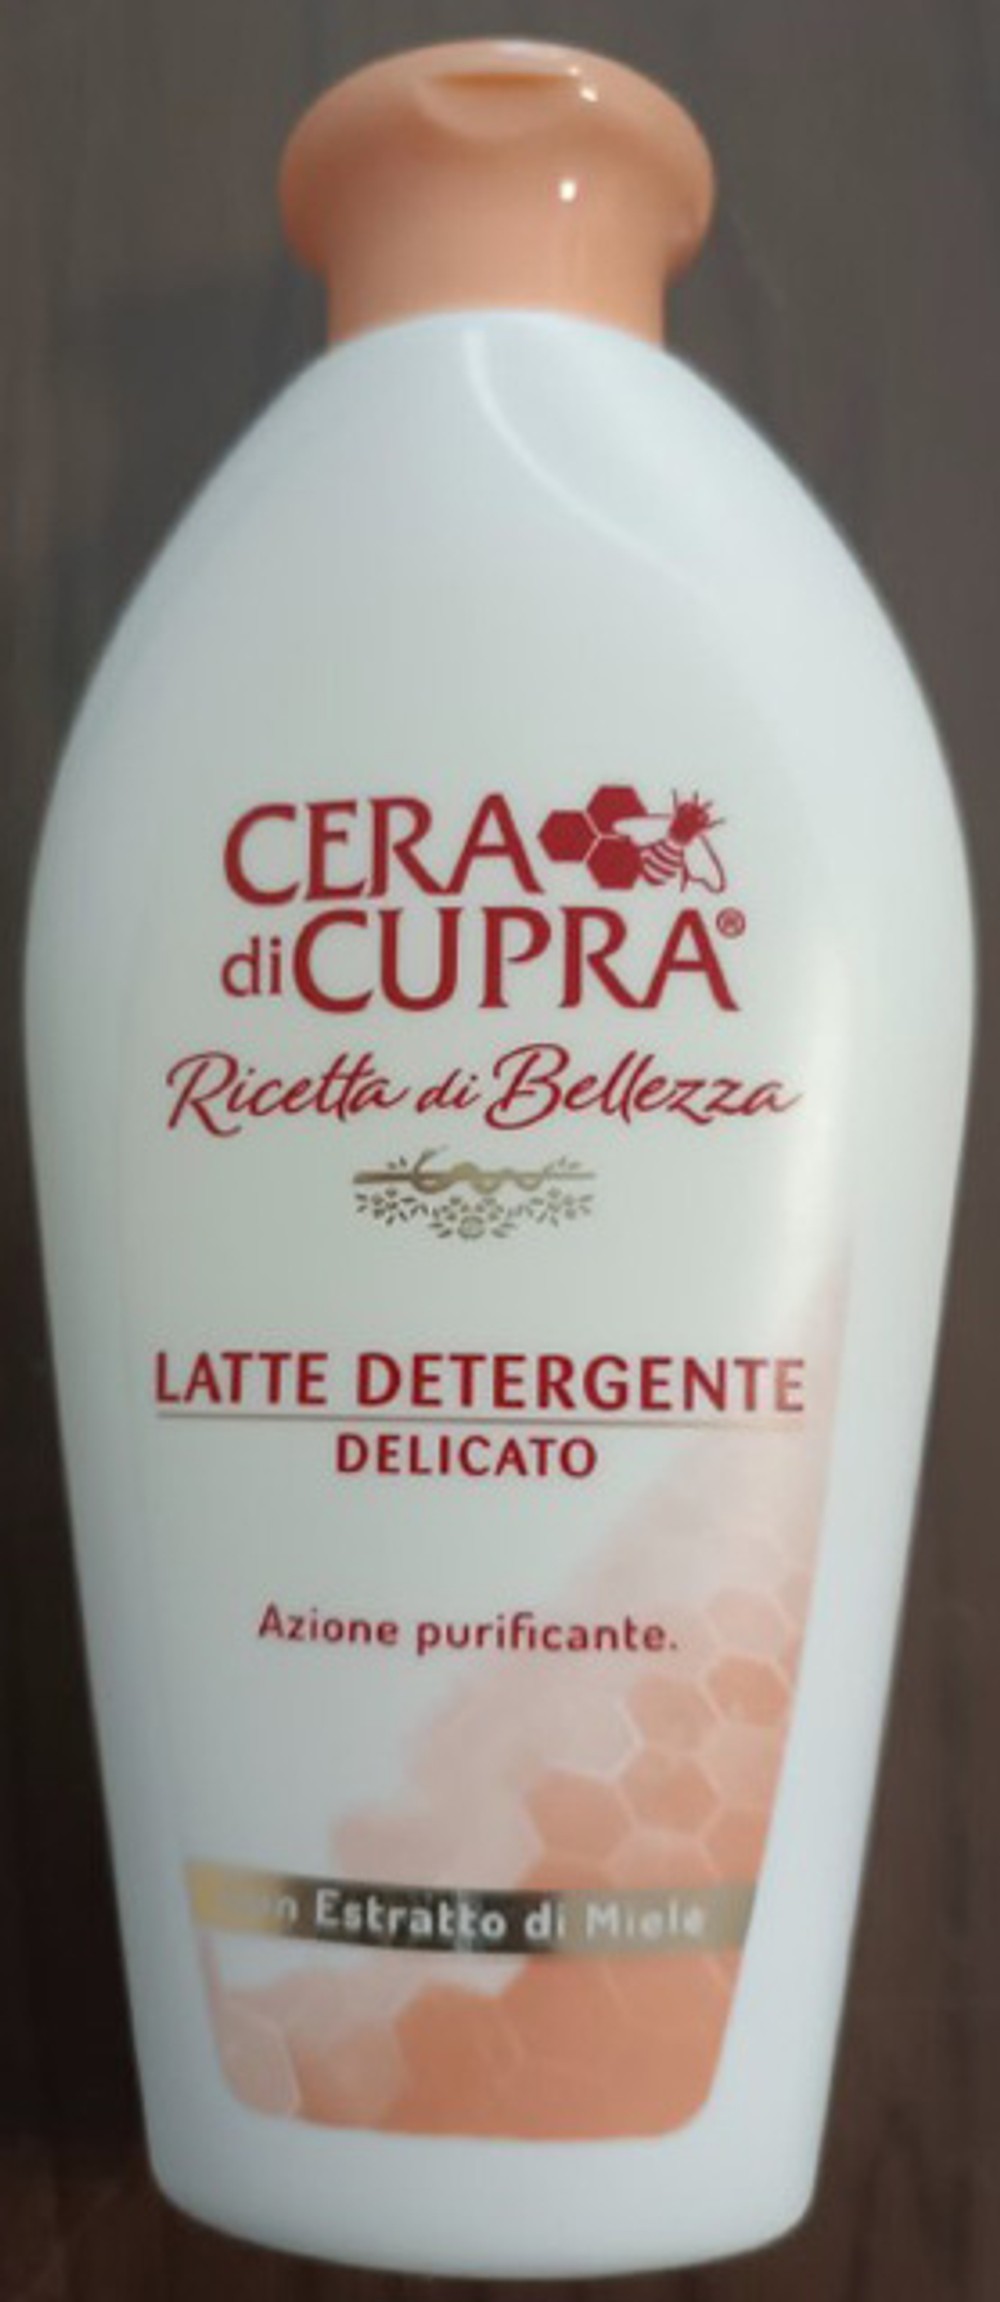 CERA
di CUPRA®
Ricetta di Bellezza
LATTE DETERGENTE
DELICATO
Azione purificante.
Estratto di Miele